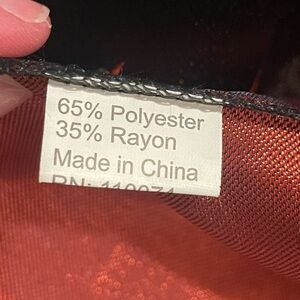 65% Polyester
35% Rayon
Made in China
RN: